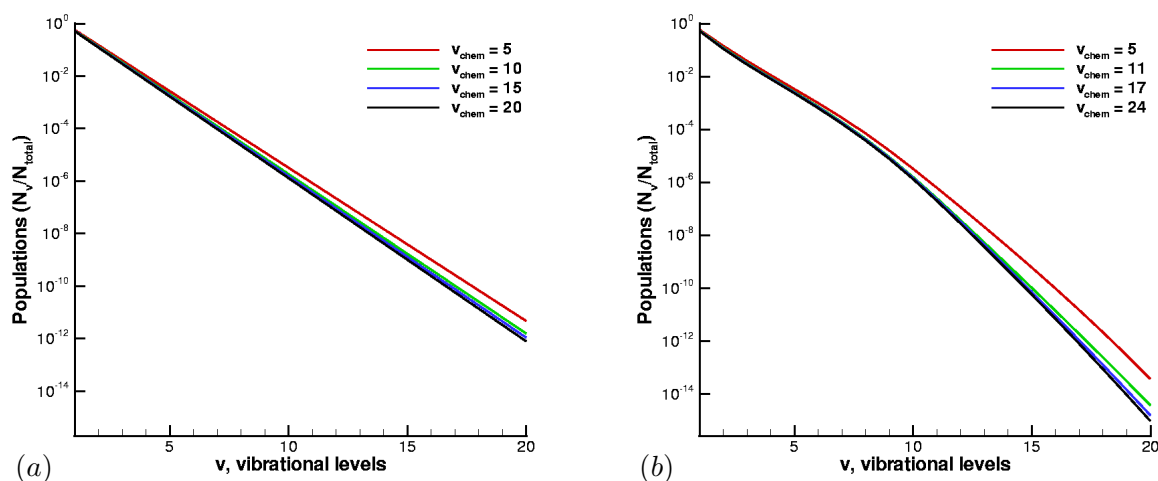 10^0
10^-2
10^-4
10^-6
10^-8
10^-10
10^-12
10^-14
Populations (N_v/N_total)
v_chem = 5
v_chem = 10
v_chem = 15
v_chem = 20
5 10 15 20
v, vibrational levels
(a)
10^0
10^-2
10^-4
10^-6
10^-8
10^-10
10^-12
10^-14
Populations (N_v/N_total)
v_chem = 5
v_chem = 11
v_chem = 17
v_chem = 24
5 10 15 20
v, vibrational levels
(b)